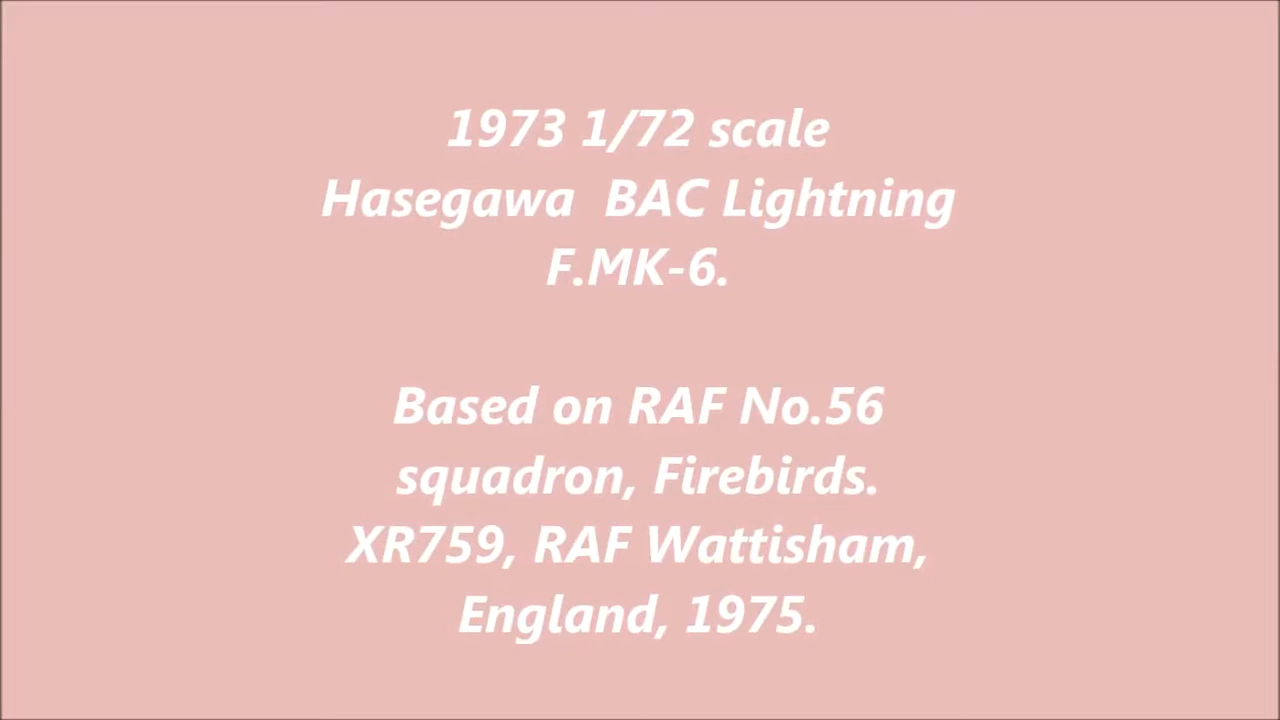 1973 1/72 scale
Hasegawa  BAC Lightning
F.MK-6.
Based on RAF No.56
squadron, Firebirds.
XR759, RAF Wattisham,
England, 1975.